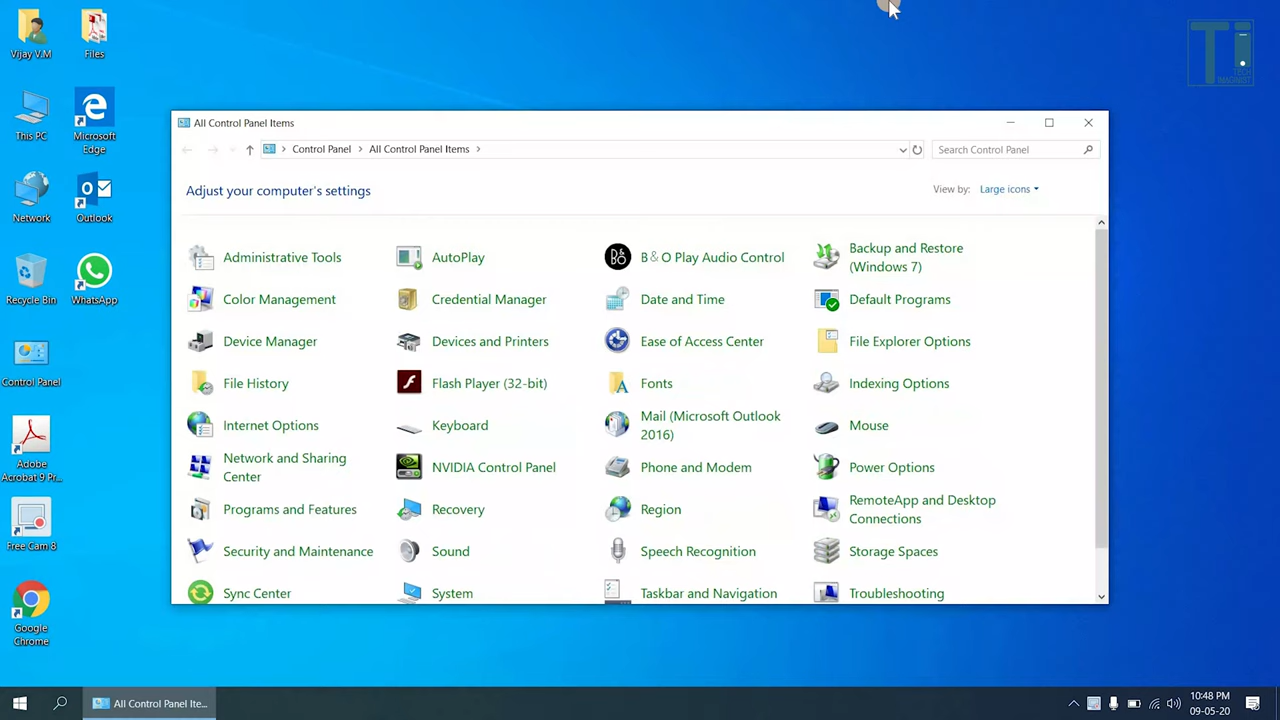 Vijay V.M
Files
This PC
Microsoft
Edge
Network
Outlook
Recycle Bin
WhatsApp
Control Panel
Adobe
Acrobat 9 Pr...
Free Cam 8
Google
Chrome
Ti
All Control Panel Items
Control Panel
All Control Panel Items
Search Control Panel
Adjust your computer's settings
View by:
Large icons
Administrative Tools
AutoPlay
B&O Play Audio Control
Backup and Restore
(Windows 7)
Color Management
Credential Manager
Date and Time
Default Programs
Device Manager
Devices and Printers
Ease of Access Center
File Explorer Options
File History
Flash Player (32-bit)
Fonts
Indexing Options
Internet Options
Keyboard
Mail (Microsoft Outlook
2016)
Mouse
Network and Sharing
Center
NVIDIA Control Panel
Phone and Modem
Power Options
Programs and Features
Recovery
Region
RemoteApp and Desktop
Connections
Security and Maintenance
Sound
Speech Recognition
Storage Spaces
Sync Center
System
Taskbar and Navigation
Troubleshooting
All Control Panel Ite...
10:48 PM
09-05-20